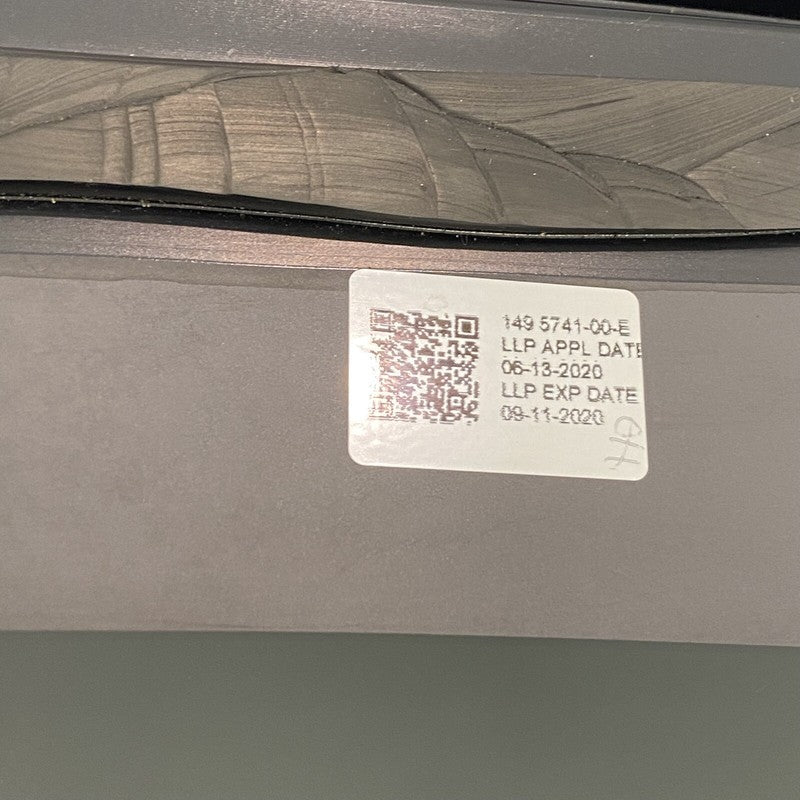 149 5741-00-E
LLP APPL DATE
06-13-2020
LLP EXP DATE
09-11-2020